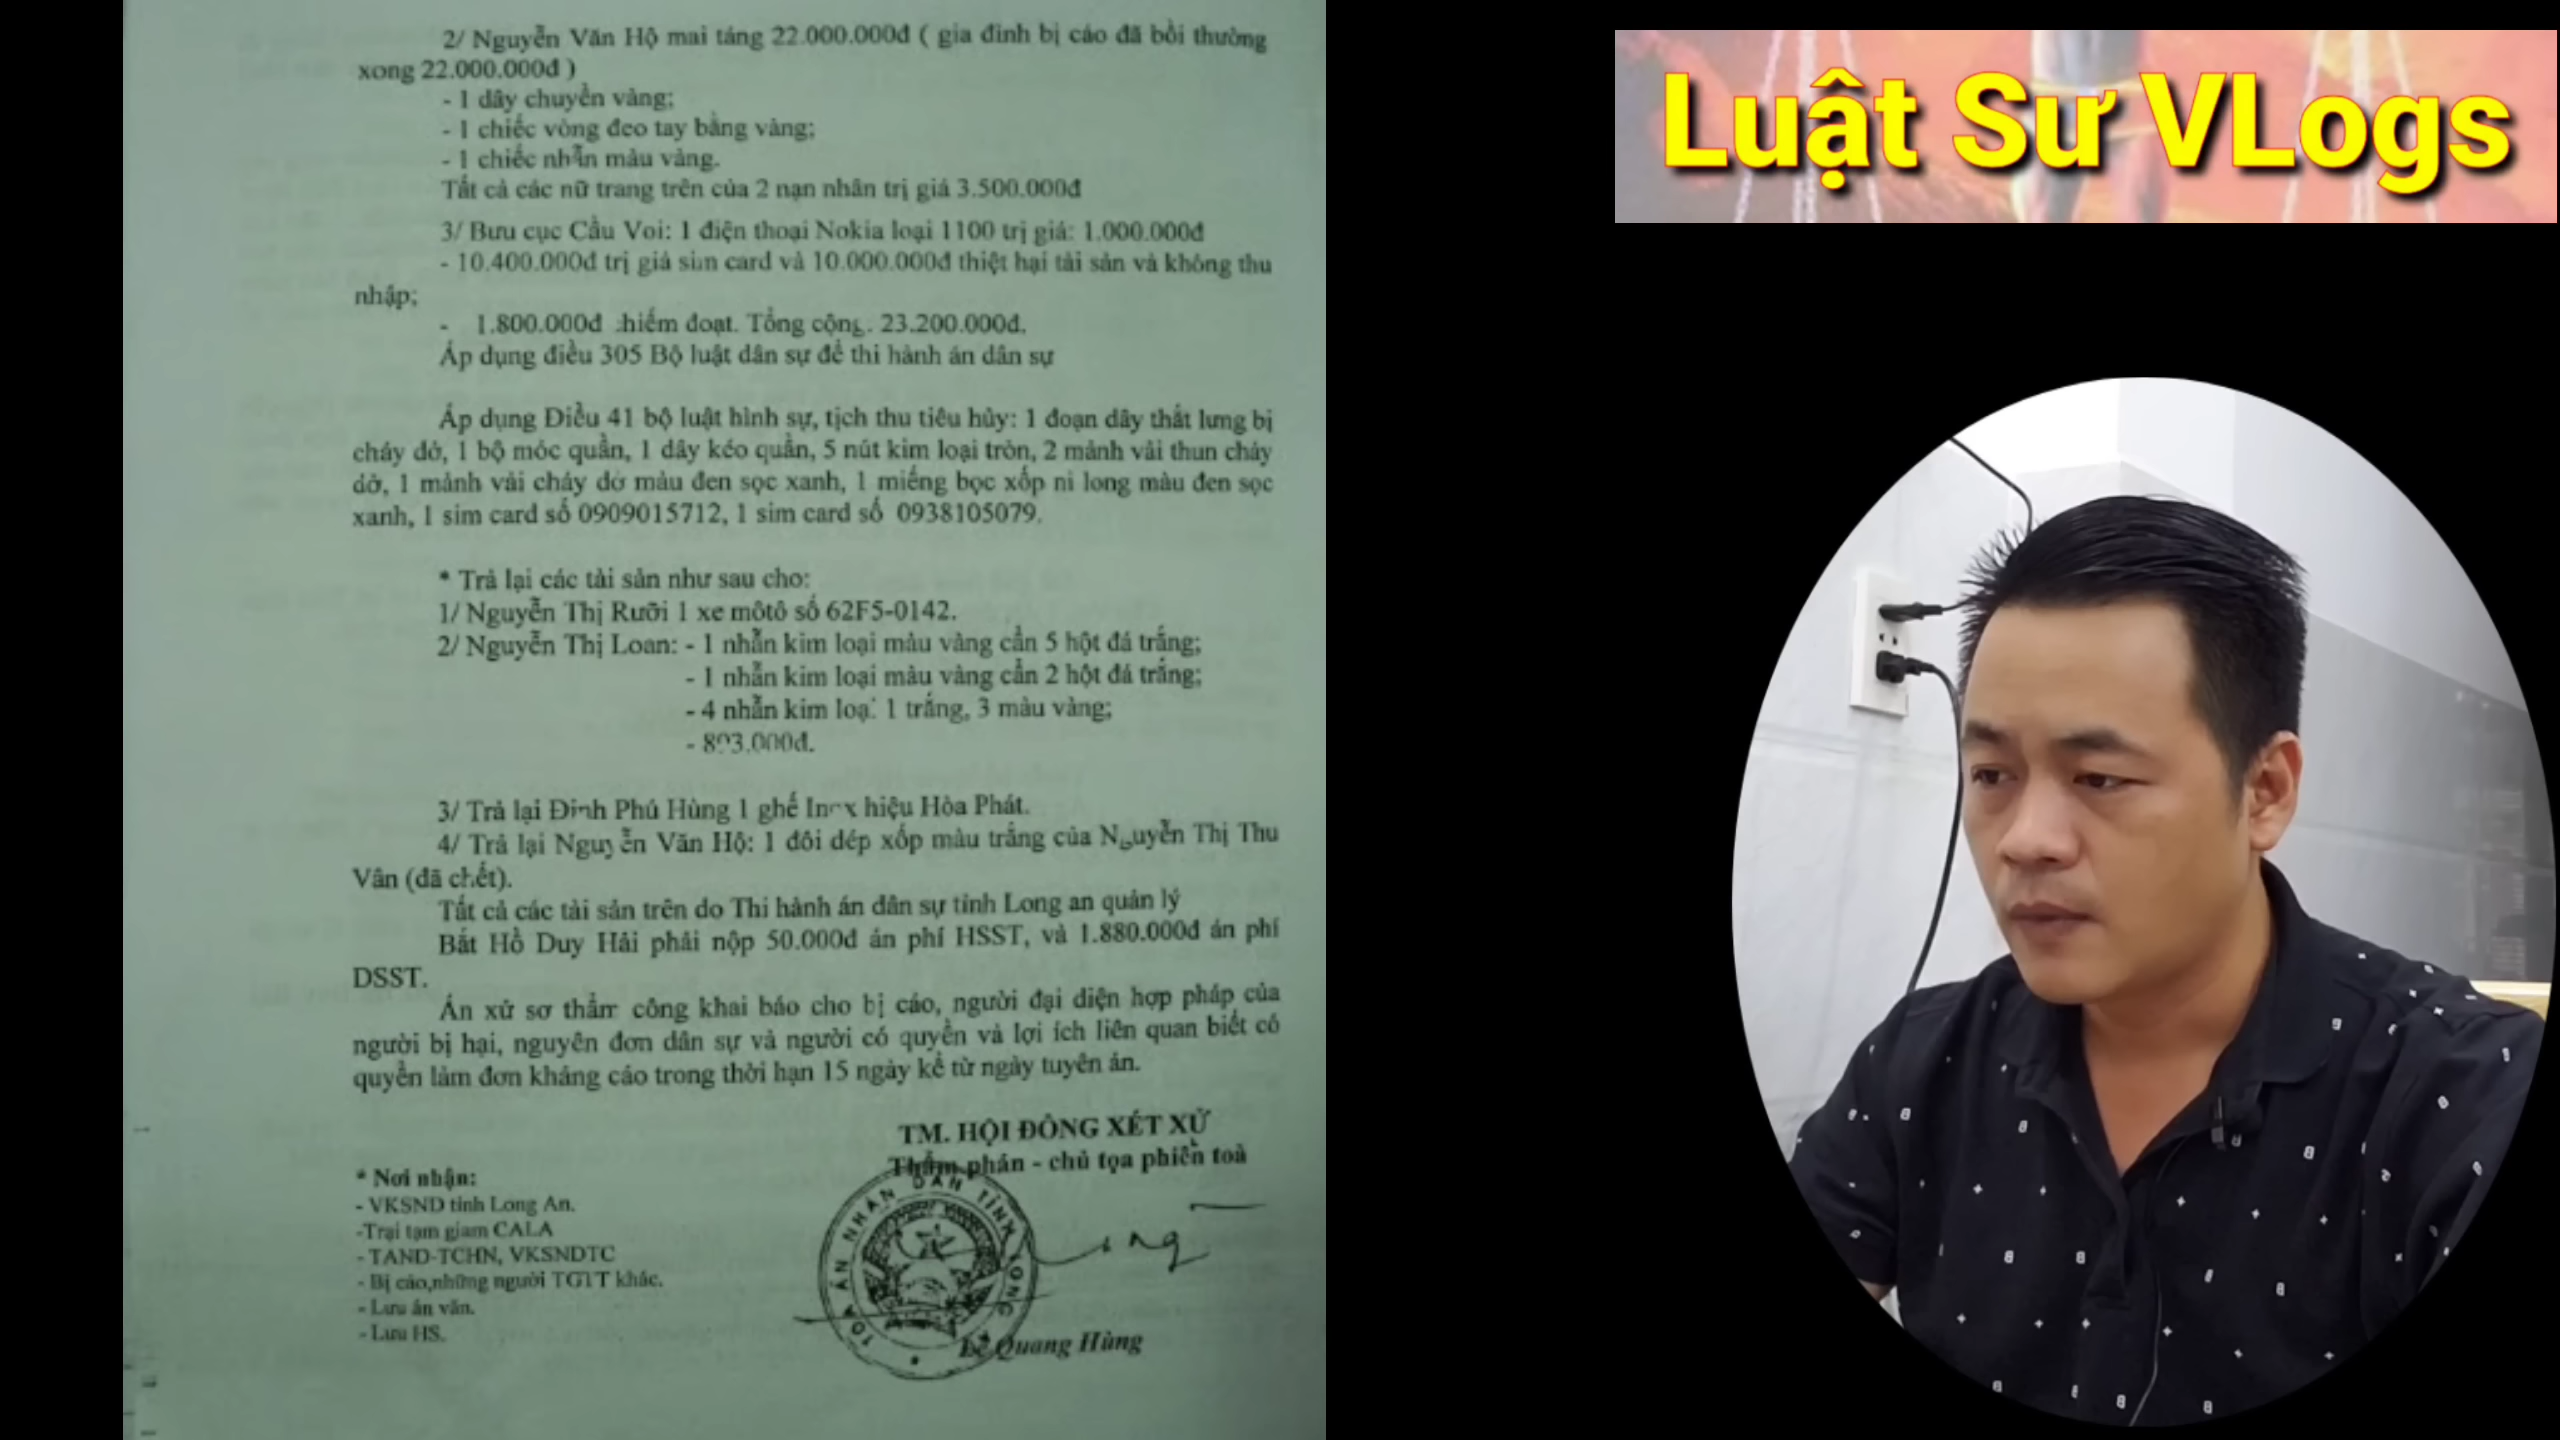 2/ Nguyễn Văn Hộ mai táng 22.000.000đ ( gia đình bị cáo đã bồi thường
xong 22.000.000đ )
- 1 dây chuyền vàng;
- 1 chiếc vòng đeo tay bằng vàng;
- 1 chiếc nhẫn màu vàng.
Tất cả các nữ trang trên của 2 nạn nhân trị giá 3.500.000đ
3/ Bưu cục Cầu Voi: 1 điện thoại Nokia loại 1100 trị giá: 1.000.000đ
- 10.400.000đ trị giá sim card và 10.000.000đ thiệt hại tài sản và không thu
nhập;
- 1.800.000đ chiếm đoạt. Tổng cộng: 23.200.000đ.
Áp dụng điều 305 Bộ luật dân sự để thi hành án dân sự
Áp dụng Điều 41 bộ luật hình sự, tịch thu tiêu hủy: 1 đoạn dây thắt lưng bị
cháy dở, 1 bộ móc quần, 1 dây kéo quần, 5 nút kim loại tròn, 2 mảnh vải thun cháy
dở, 1 mảnh vải cháy dở màu đen sọc xanh, 1 miếng bọc xốp ni long màu đen sọc
xanh, 1 sim card số 0909015712, 1 sim card số 0938105079.
* Trả lại các tài sản như sau cho:
1/ Nguyễn Thị Rưỡi 1 xe môtô số 62F5-0142.
2/ Nguyễn Thị Loan: - 1 nhẫn kim loại màu vàng cẩn 5 hột đá trắng;
- 1 nhẫn kim loại màu vàng cẩn 2 hột đá trắng;
- 4 nhẫn kim loại 1 trắng, 3 màu vàng;
-
3/ Trả lại Đinh Phú Hùng 1 ghế Inox hiệu Hòa Phát.
4/ Trả lại Nguyễn Văn Hộ: 1 đôi dép xốp màu trắng của Nguyễn Thị Thu
Vân (đã chết).
Tất cả các tài sản trên do Thi hành án dân sự tỉnh Long an quản lý
Bắt Hồ Duy Hải phải nộp 50.000đ án phí HSST, và 1.880.000đ án phí
DSST.
Án xử sơ thẩm công khai báo cho bị cáo, người đại diện hợp pháp của
người bị hại, nguyên đơn dân sự và người có quyền và lợi ích liên quan biết có
quyền làm đơn kháng cáo trong thời hạn 15 ngày kể từ ngày tuyên án.
TM. HỘI ĐỒNG XÉT XỬ
Thẩm phán - chủ tọa phiên toà
* Nơi nhận:
- VKSND tỉnh Long An.
-Trại tạm giam CALA
- TAND-TCHN, VKSNDTC
- Bị cáo,những người TGTT khác.
- Lưu án văn.
- Lưu HS.
TÒA ÁN NHÂN DÂN TỈNH LONG
Lê Quang Hùng
Luật Sư VLogs